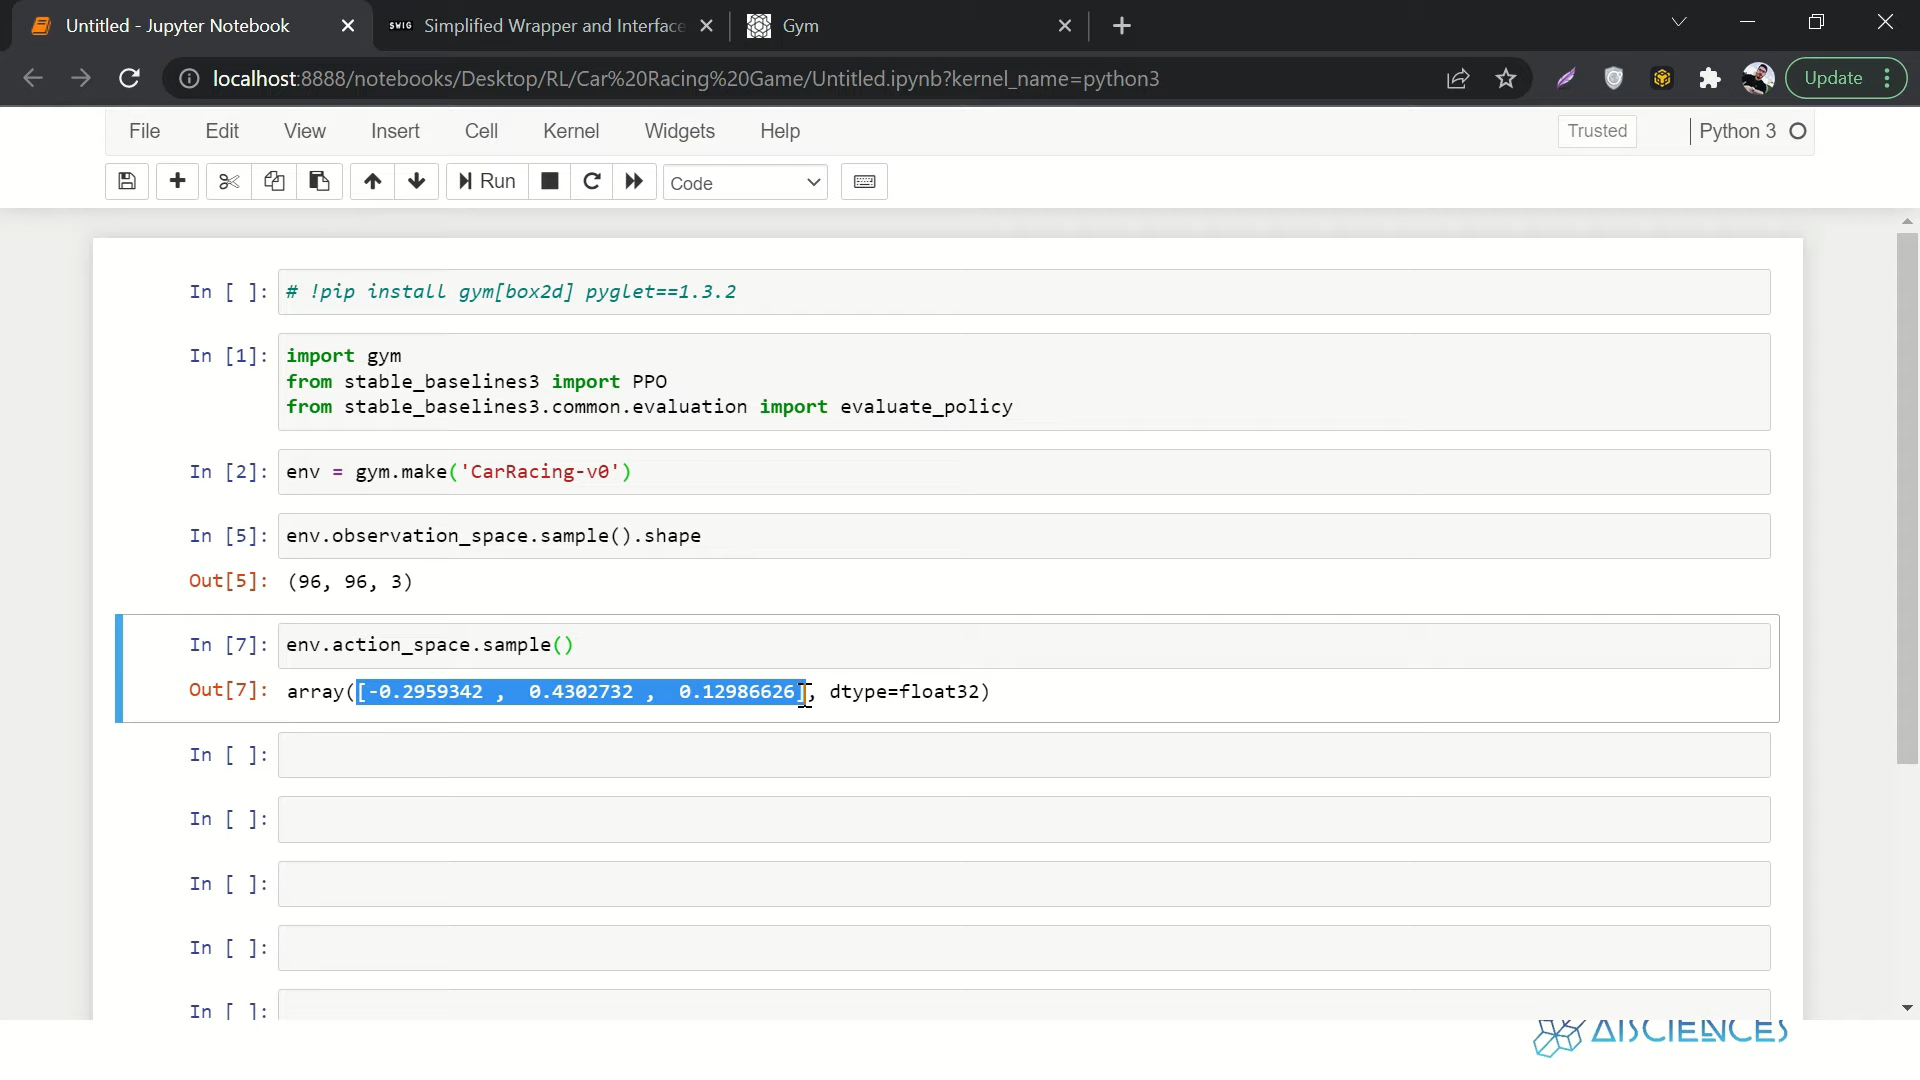 Untitled - Jupyter Notebook
SWIG Simplified Wrapper and Interface
Gym
localhost:8888/notebooks/Desktop/RL/Car%20Racing%20Game/Untitled.ipynb?kernel_name=python3
Update
File Edit View Insert Cell Kernel Widgets Help
Trusted
Python 3
Run
Code
In [ ]: # !pip install gym[box2d] pyglet==1.3.2
In [1]: import gym
from stable_baselines3 import PPO
from stable_baselines3.common.evaluation import evaluate_policy
In [2]: env = gym.make('CarRacing-v0')
In [5]: env.observation_space.sample().shape
Out[5]: (96, 96, 3)
In [7]: env.action_space.sample()
Out[7]: array([-0.2959342 , 0.4302732 , 0.12986626], dtype=float32)
In [ ]:
In [ ]:
In [ ]:
In [ ]:
In [ ]:
AISCIENCES